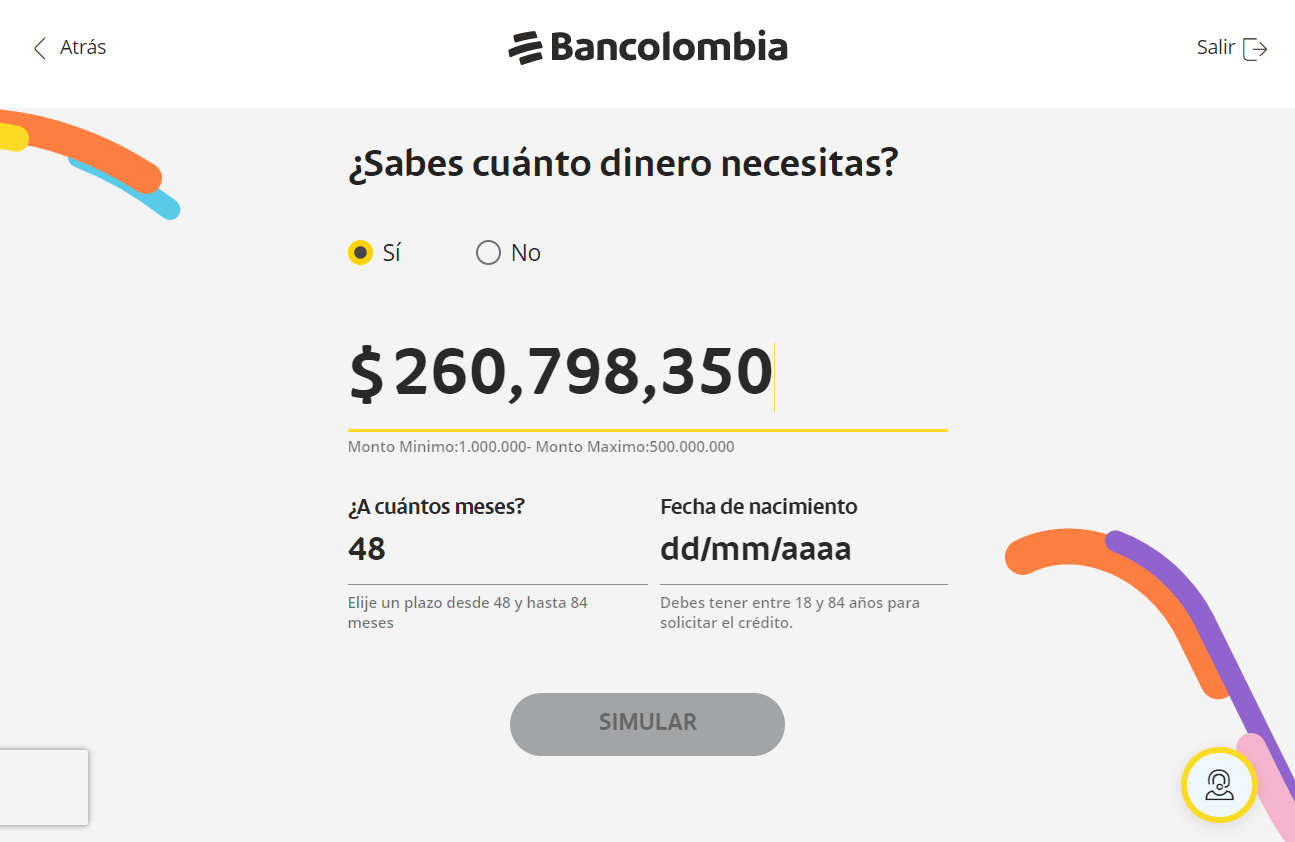 Atrás
Bancolombia
Salir
¿Sabes cuánto dinero necesitas?
Sí
No
$ 260,798,350
Monto Minimo:1.000.000- Monto Maximo:500.000.000
¿A cuántos meses?
48
Elije un plazo desde 48 y hasta 84
meses
Fecha de nacimiento
dd/mm/aaaa
Debes tener entre 18 y 84 años para
solicitar el crédito.
SIMULAR